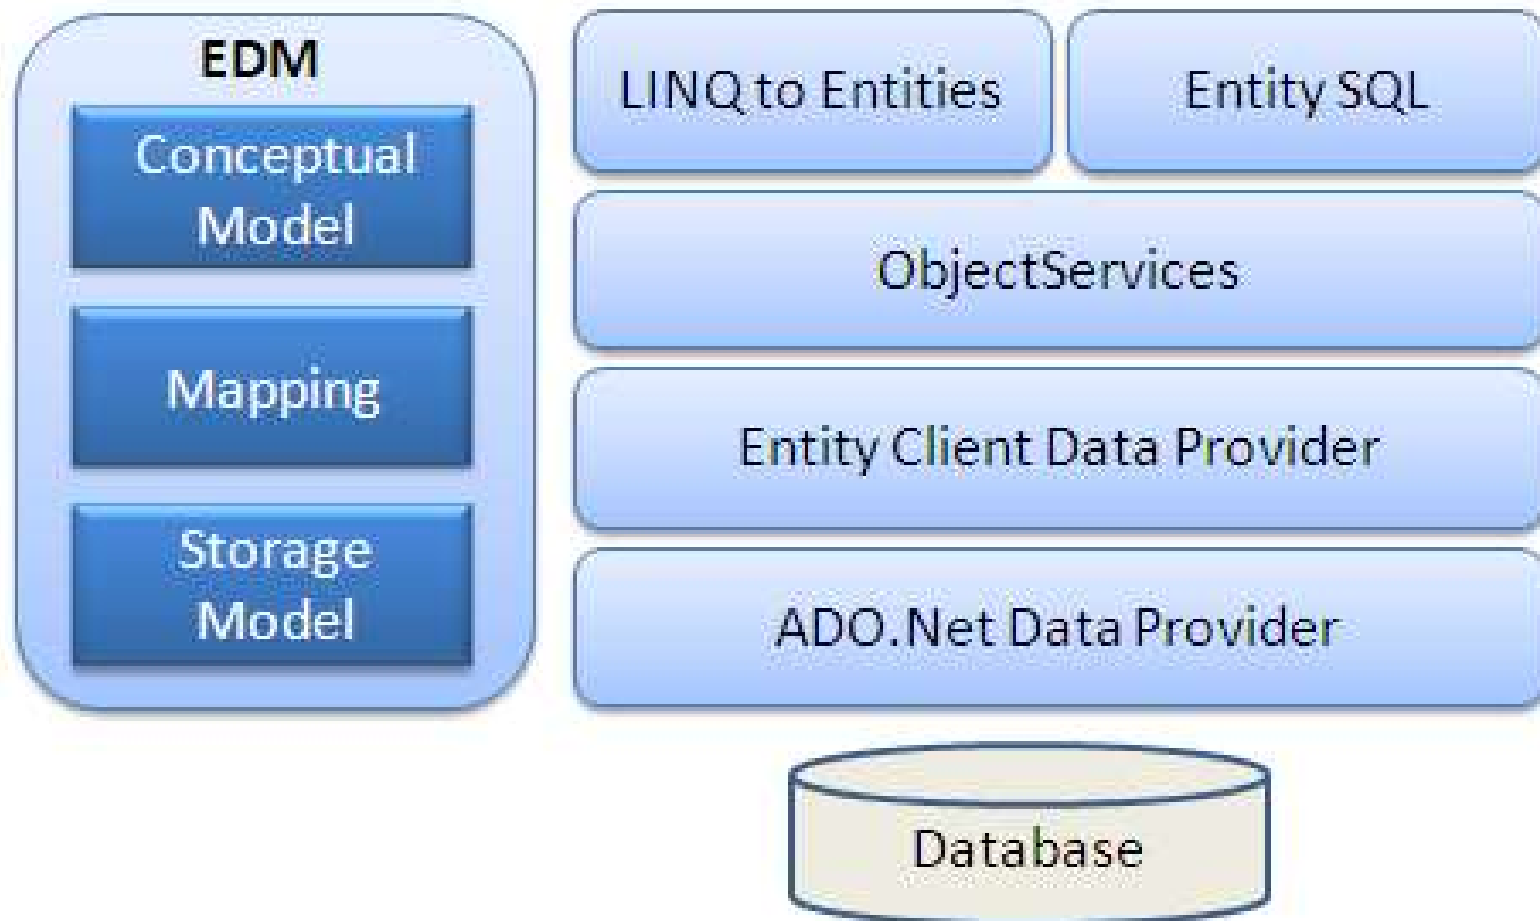 EDM
Conceptual
Model
Mapping
Storage
Model
LINQ to Entities
Entity SQL
ObjectServices
Entity Client Data Provider
ADO.Net Data Provider
Database